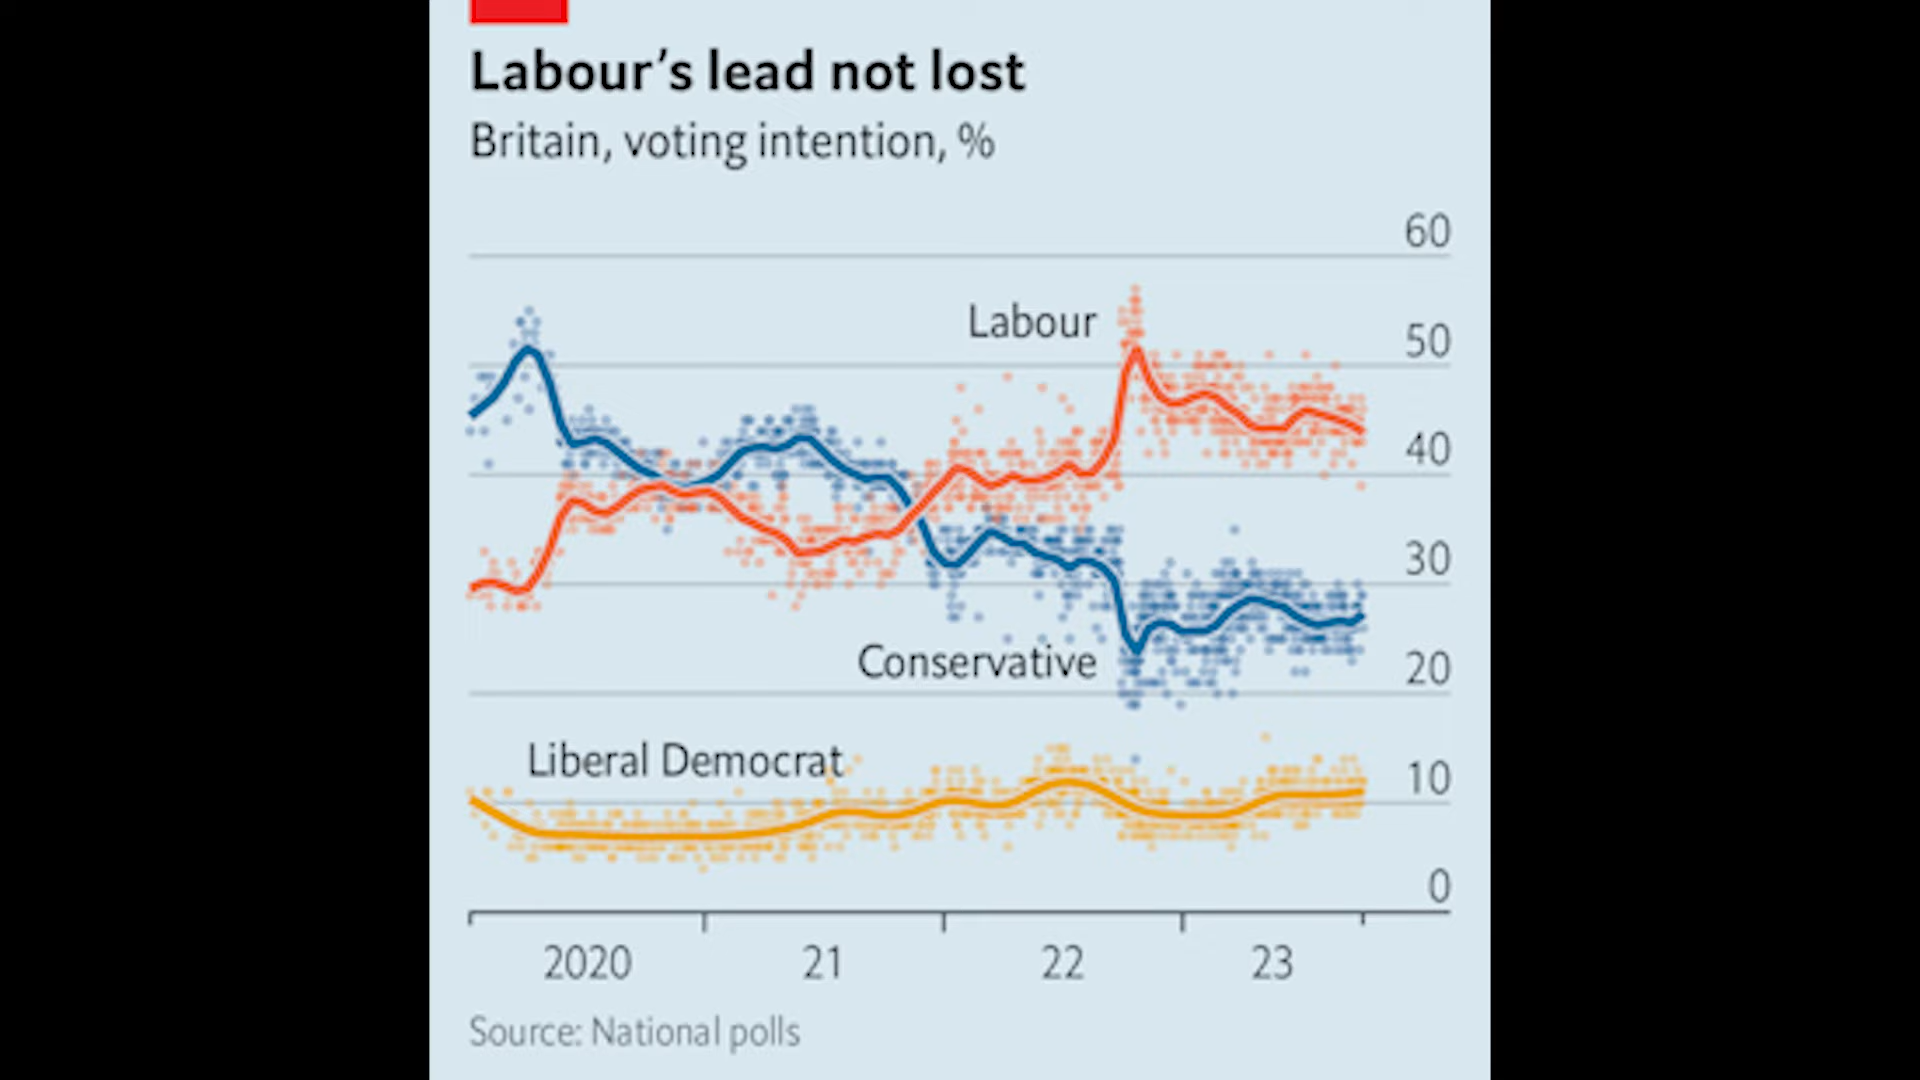 Labour’s lead not lost
Britain, voting intention, %
60
Labour
50
40
30
Conservative
20
Liberal Democrat
10
0
2020 21 22 23
Source: National polls